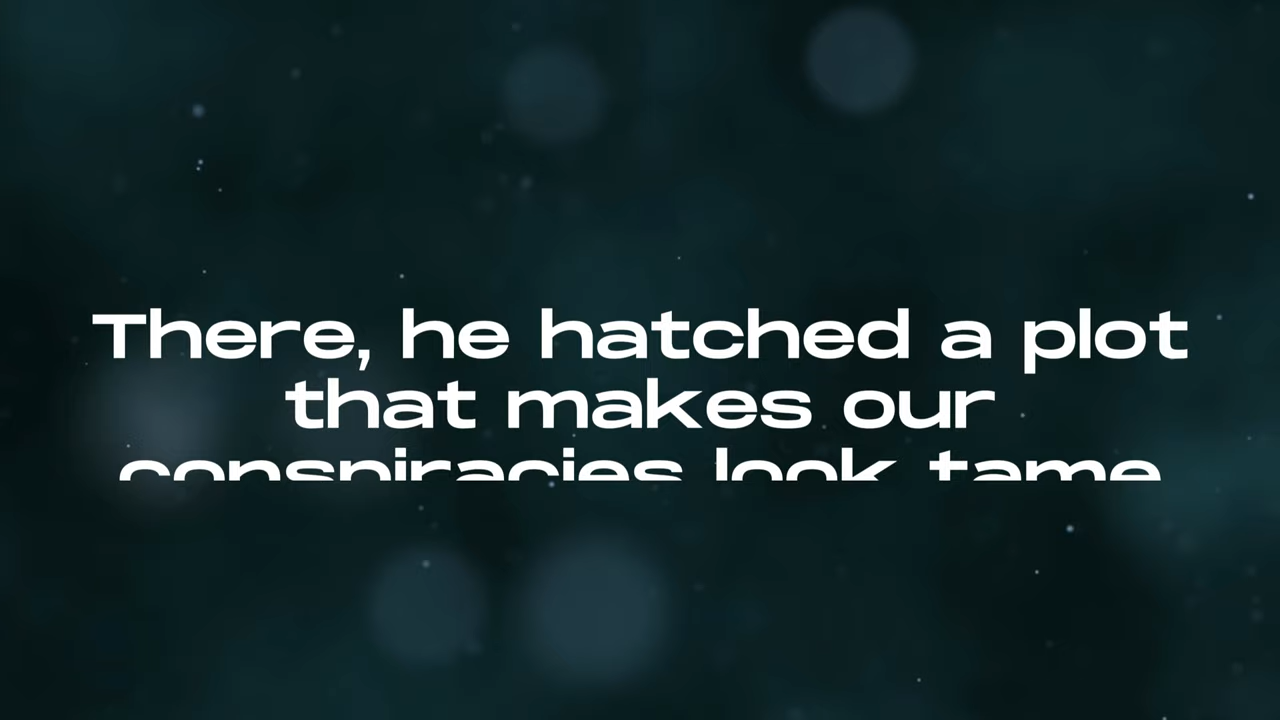 There, he hatched a plot
that makes our
conspiracies look tame